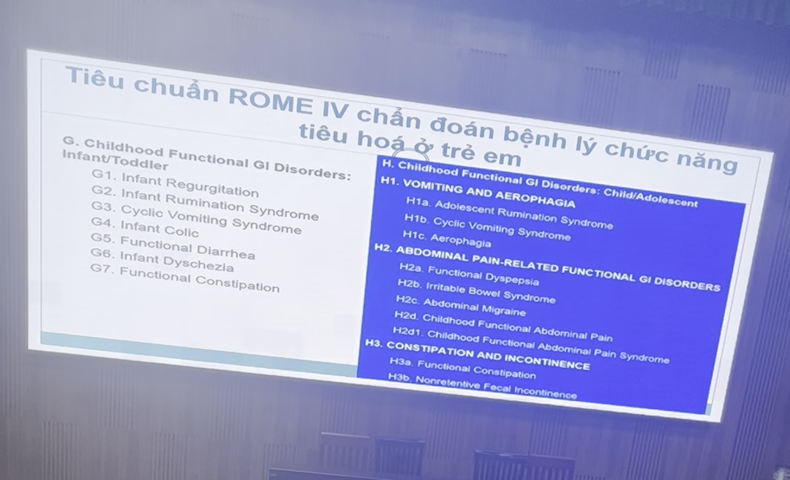 Tiêu chuẩn ROME IV chẩn đoán bệnh lý chức năng
tiêu hoá ở trẻ em
G. Childhood Functional GI Disorders:
Infant/Toddler
G1. Infant Regurgitation
G2. Infant Rumination Syndrome
G3. Cyclic Vomiting Syndrome
G4. Infant Colic
G5. Functional Diarrhea
G6. Infant Dyschezia
G7. Functional Constipation
H. Childhood Functional GI Disorders: Child/Adolescent
H1. VOMITING AND AEROPHAGIA
H1a. Adolescent Rumination Syndrome
H1b. Cyclic Vomiting Syndrome
H1c. Aerophagia
H2. ABDOMINAL PAIN-RELATED FUNCTIONAL GI DISORDERS
H2a. Functional Dyspepsia
H2b. Irritable Bowel Syndrome
H2c. Abdominal Migraine
H2d. Childhood Functional Abdominal Pain
H2d1. Childhood Functional Abdominal Pain Syndrome
H3. CONSTIPATION AND INCONTINENCE
H3a. Functional Constipation
H3b. Nonretentive Fecal Incontinence